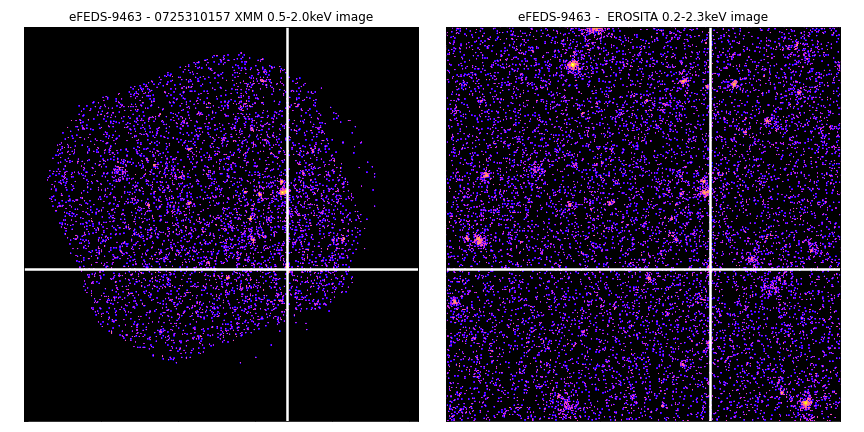 eFEDS-9463 - 0725310157 XMM 0.5-2.0keV image
eFEDS-9463 - EROSITA 0.2-2.3keV image